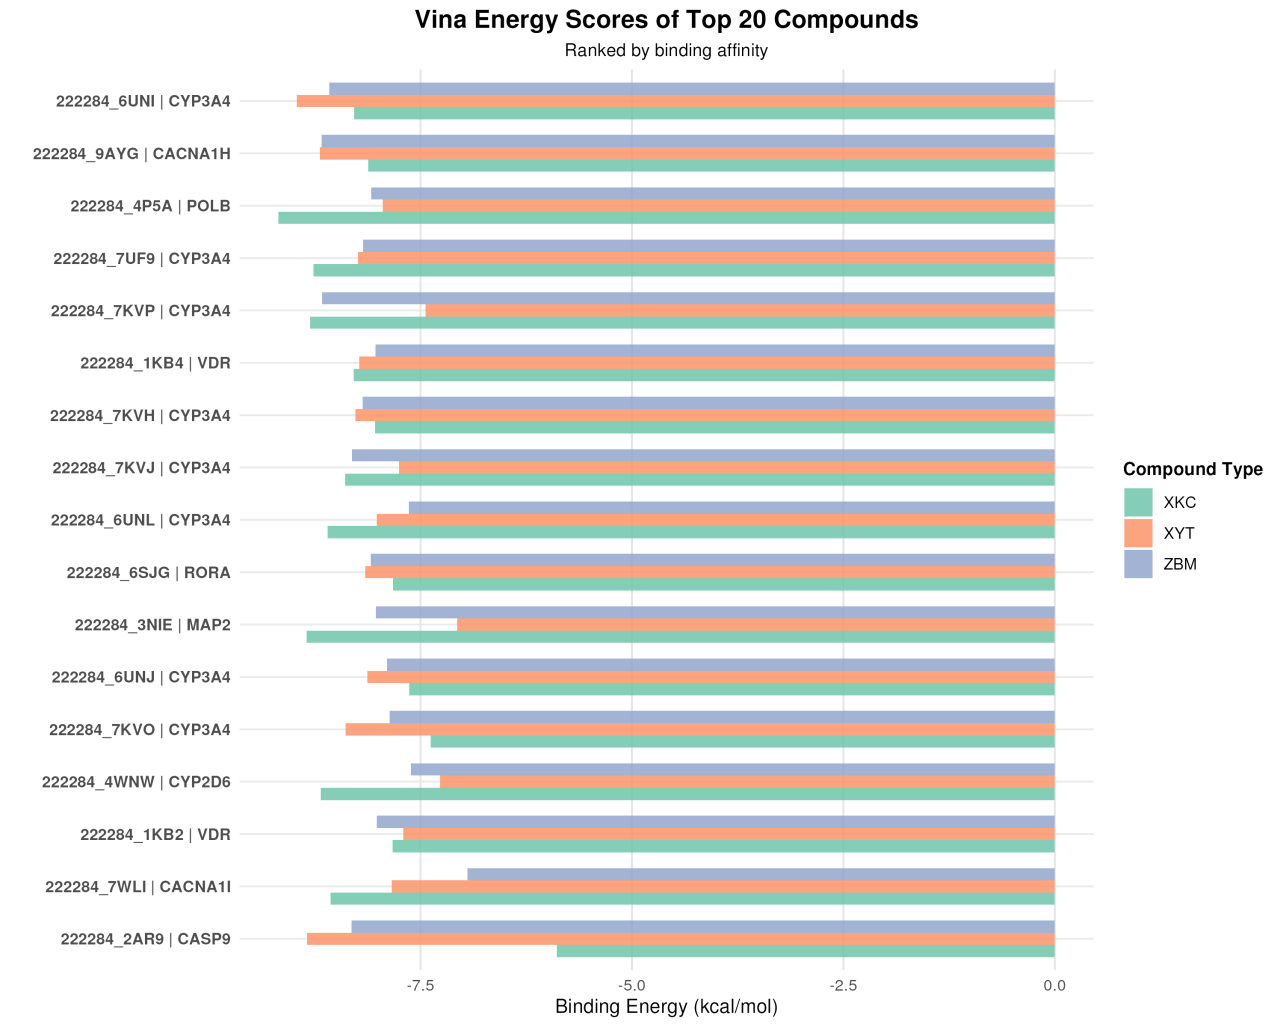 Vina Energy Scores of Top 20 Compounds
Ranked by binding affinity
222284_6UNI | CYP3A4
222284_9AYG | CACNA1H
222284_4P5A | POLB
222284_7UF9 | CYP3A4
222284_7KVP | CYP3A4
222284_1KB4 | VDR
222284_7KVH | CYP3A4
222284_7KVJ | CYP3A4
222284_6UNL | CYP3A4
222284_6SJG | RORA
222284_3NIE | MAP2
222284_6UNJ | CYP3A4
222284_7KVO | CYP3A4
222284_4WNW | CYP2D6
222284_1KB2 | VDR
222284_7WLI | CACNA1I
222284_2AR9 | CASP9
-7.5 -5.0 -2.5 0.0
Binding Energy (kcal/mol)
Compound Type
XKC
XYT
ZBM